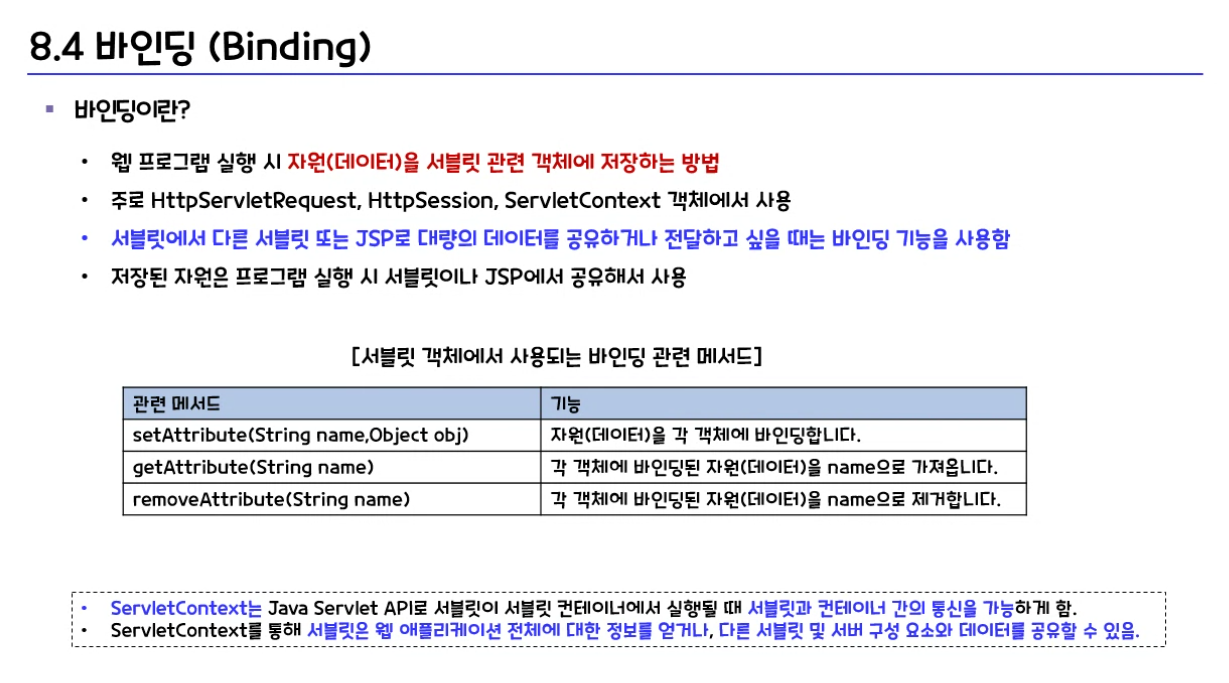 8.4 바인딩 (Binding)
바인딩이란?
웹 프로그램 실행 시 자원(데이터)을 서블릿 관련 객체에 저장하는 방법
주로 HttpServletRequest, HttpSession, ServletContext 객체에서 사용
서블릿에서 다른 서블릿 또는 JSP로 대량의 데이터를 공유하거나 전달하고 싶을 때는 바인딩 기능을 사용함
저장된 자원은 프로그램 실행 시 서블릿이나 JSP에서 공유해서 사용
[서블릿 객체에서 사용되는 바인딩 관련 메서드]
관련 메서드 기능
setAttribute(String name,Object obj) 자원(데이터)을 각 객체에 바인딩합니다.
getAttribute(String name) 각 객체에 바인딩된 자원(데이터)을 name으로 가져옵니다.
removeAttribute(String name) 각 객체에 바인딩된 자원(데이터)을 name으로 제거합니다.
ServletContext는 Java Servlet API로 서블릿이 서블릿 컨테이너에서 실행될 때 서블릿과 컨테이너 간의 통신을 가능하게 함.
ServletContext를 통해 서블릿은 웹 애플리케이션 전체에 대한 정보를 얻거나, 다른 서블릿 및 서버 구성 요소와 데이터를 공유할 수 있음.